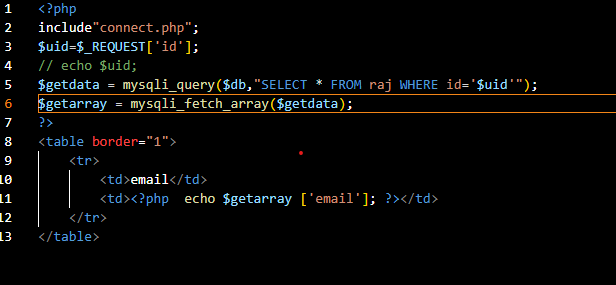 1 <?php
2 include"connect.php";
3 $uid=$_REQUEST['id'];
4 // echo $uid;
5 $getdata = mysqli_query($db,"SELECT * FROM raj WHERE id='$uid'");
6 $getarray = mysqli_fetch_array($getdata);
7 ?>
8 <table border="1">
9     <tr>
10         <td>email</td>
11         <td><?php  echo $getarray ['email']; ?></td>
12     </tr>
13 </table>